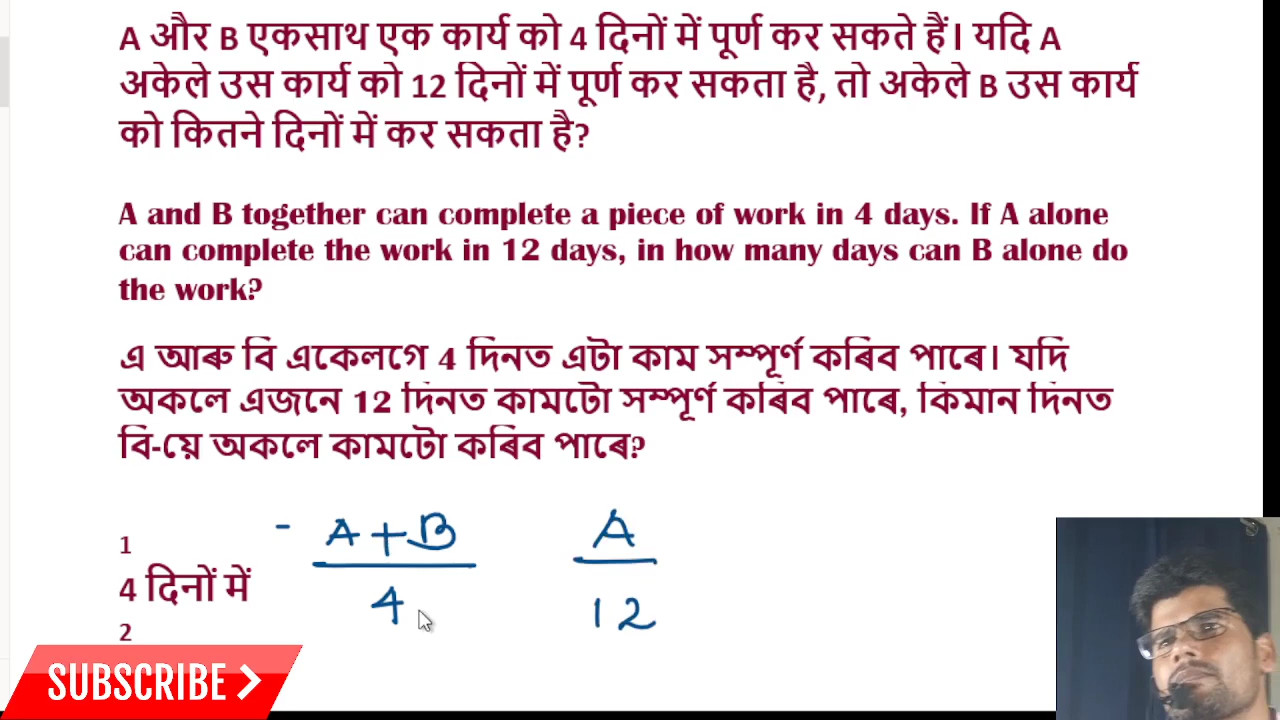 A और B एकसाथ एक कार्य को 4 दिनों में पूर्ण कर सकते हैं। यदि A
अकेले उस कार्य को 12 दिनों में पूर्ण कर सकता है, तो अकेले B उस कार्य
को कितने दिनों में कर सकता है?
A and B together can complete a piece of work in 4 days. If A alone
can complete the work in 12 days, in how many days can B alone do
the work?
এ আৰু বি একেলগে 4 দিনত এটা কাম সম্পূৰ্ণ কৰিব পাৰে। যদি
অকলে এজনে 12 দিনত কামটো সম্পূৰ্ণ কৰিব পাৰে, কিমান দিনত
বি-য়ে অকলে কামটো কৰিব পাৰে?
1
4 दिनों में
2
- A + B
4
A
12
SUBSCRIBE